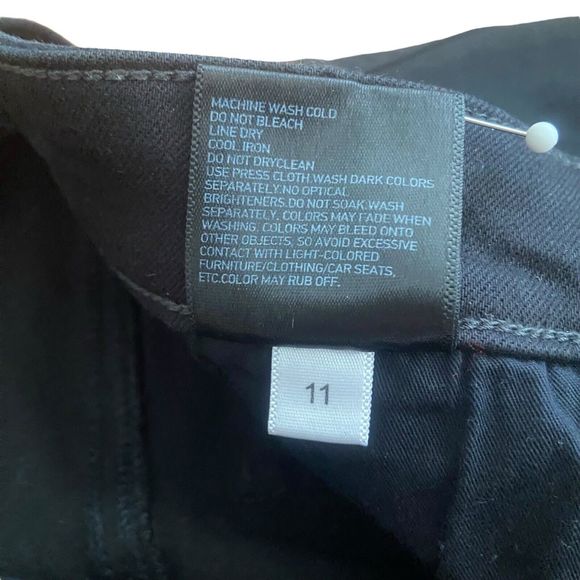 MACHINE WASH COLD
DO NOT BLEACH
LINE DRY
COOL IRON
DO NOT DRYCLEAN
USE PRESS CLOTH.WASH DARK COLORS
SEPARATELY.NO OPTICAL
BRIGHTENERS.DO NOT SOAK.WASH
SEPARATELY. COLORS MAY FADE WHEN
WASHING. COLORS MAY BLEED ONTO
OTHER OBJECTS, SO AVOID EXCESSIVE
CONTACT WITH LIGHT-COLORED
FURNITURE/CLOTHING/CAR SEATS,
ETC.COLOR MAY RUB OFF.
11